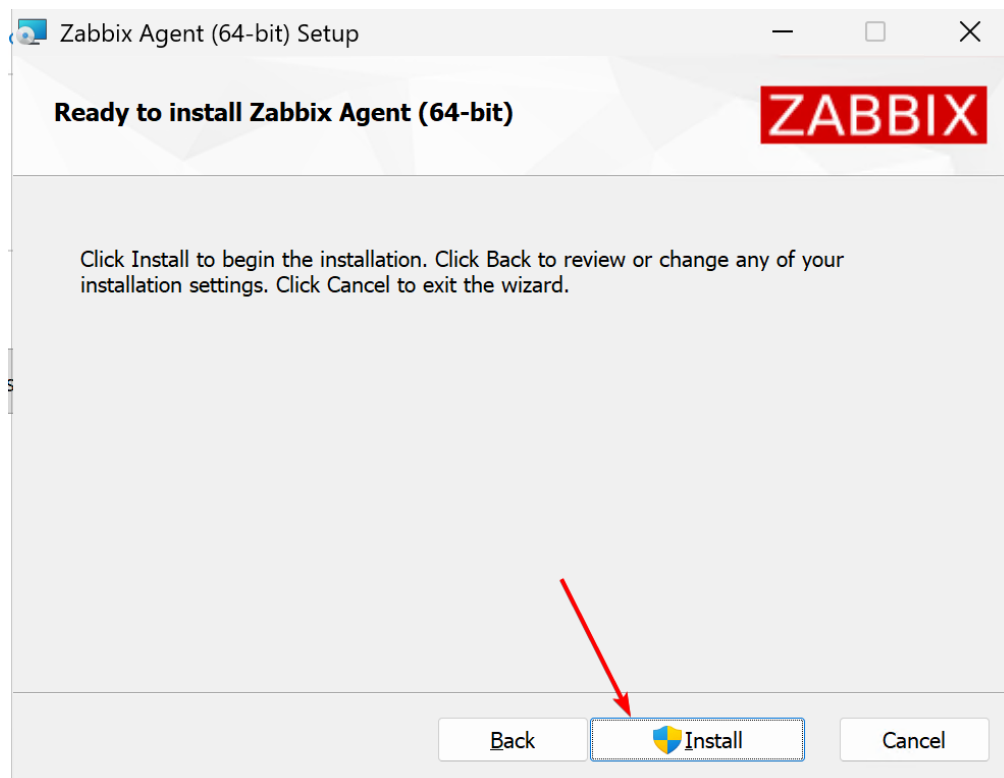 Zabbix Agent (64-bit) Setup
Ready to install Zabbix Agent (64-bit)
ZABBIX
Click Install to begin the installation. Click Back to review or change any of your
installation settings. Click Cancel to exit the wizard.
Back
Install
Cancel